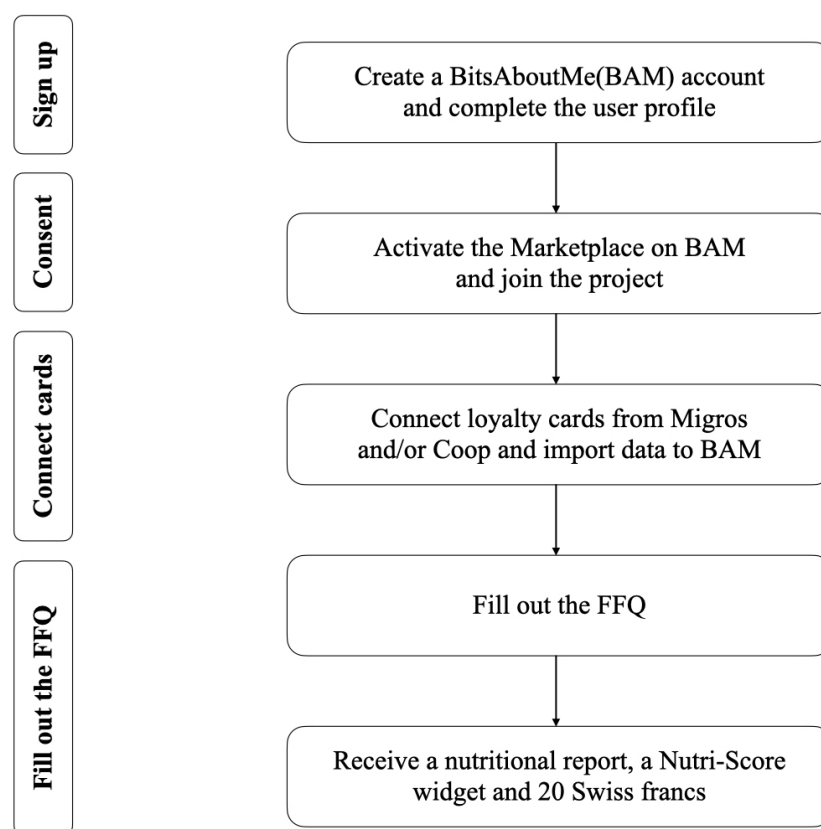 Sign up
Create a BitsAboutMe(BAM) account
and complete the user profile
Consent
Activate the Marketplace on BAM
and join the project
Connect cards
Connect loyalty cards from Migros
and/or Coop and import data to BAM
Fill out the FFQ
Fill out the FFQ
Receive a nutritional report, a Nutri-Score
widget and 20 Swiss francs